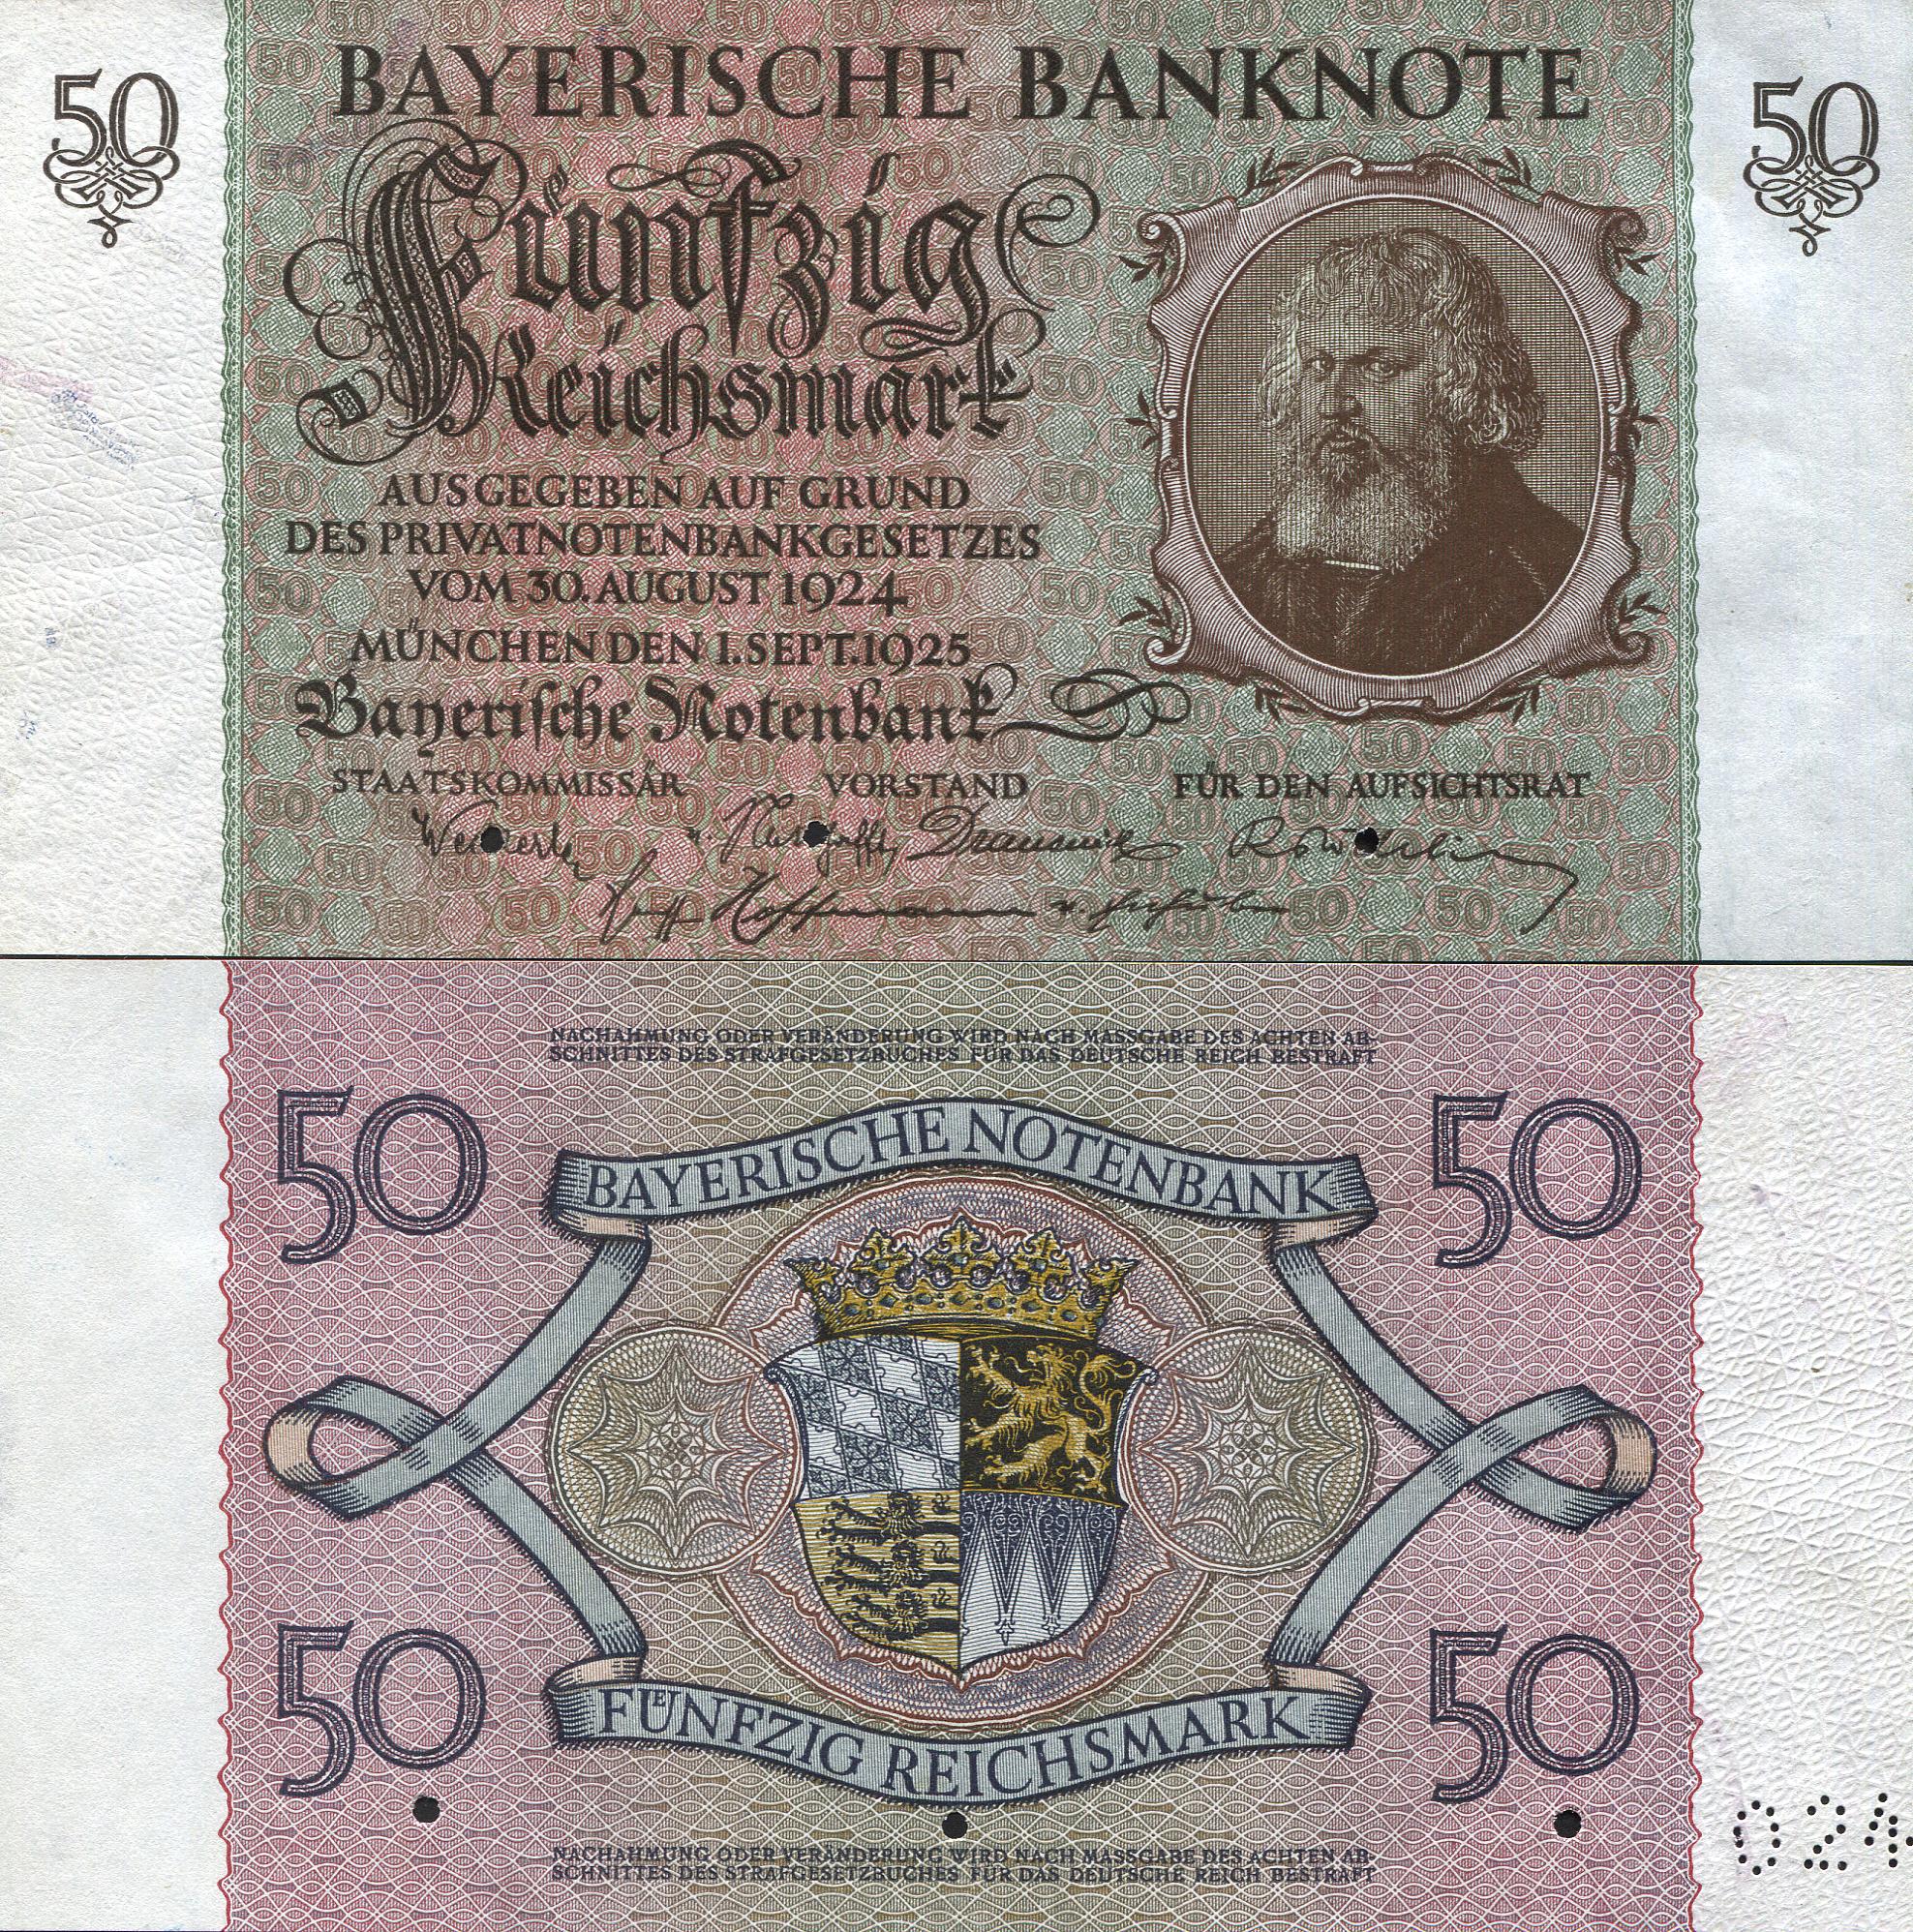 BAYERISCHE BANKNOTE
50
50
Fünfzig
Reichsmark
AUSGEGEBEN AUF GRUND
DES PRIVATNOTENBANKGESETZES
VOM 30. AUGUST 1924
MÜNCHEN DEN 1. SEPT. 1925
Bayerische Notenbank
STAATSKOMMISSÄR VORSTAND FÜR DEN AUFSICHTSRAT
Hoffmann
NACHAHMUNG ODER VERÄNDERUNG WIRD NACH MASSGABE DES ACHTEN AB-
SCHNITTES DES STRAFGESETZBUCHES FÜR DAS DEUTSCHE REICH BESTRAFT
50 50
BAYERISCHE NOTENBANK
50 50
FUENFZIG REICHSMARK
024
NACHAHMUNG ODER VERÄNDERUNG WIRD NACH MASSGABE DES ACHTEN AB-
SCHNITTES DES STRAFGESETZBUCHES FÜR DAS DEUTSCHE REICH BESTRAFT